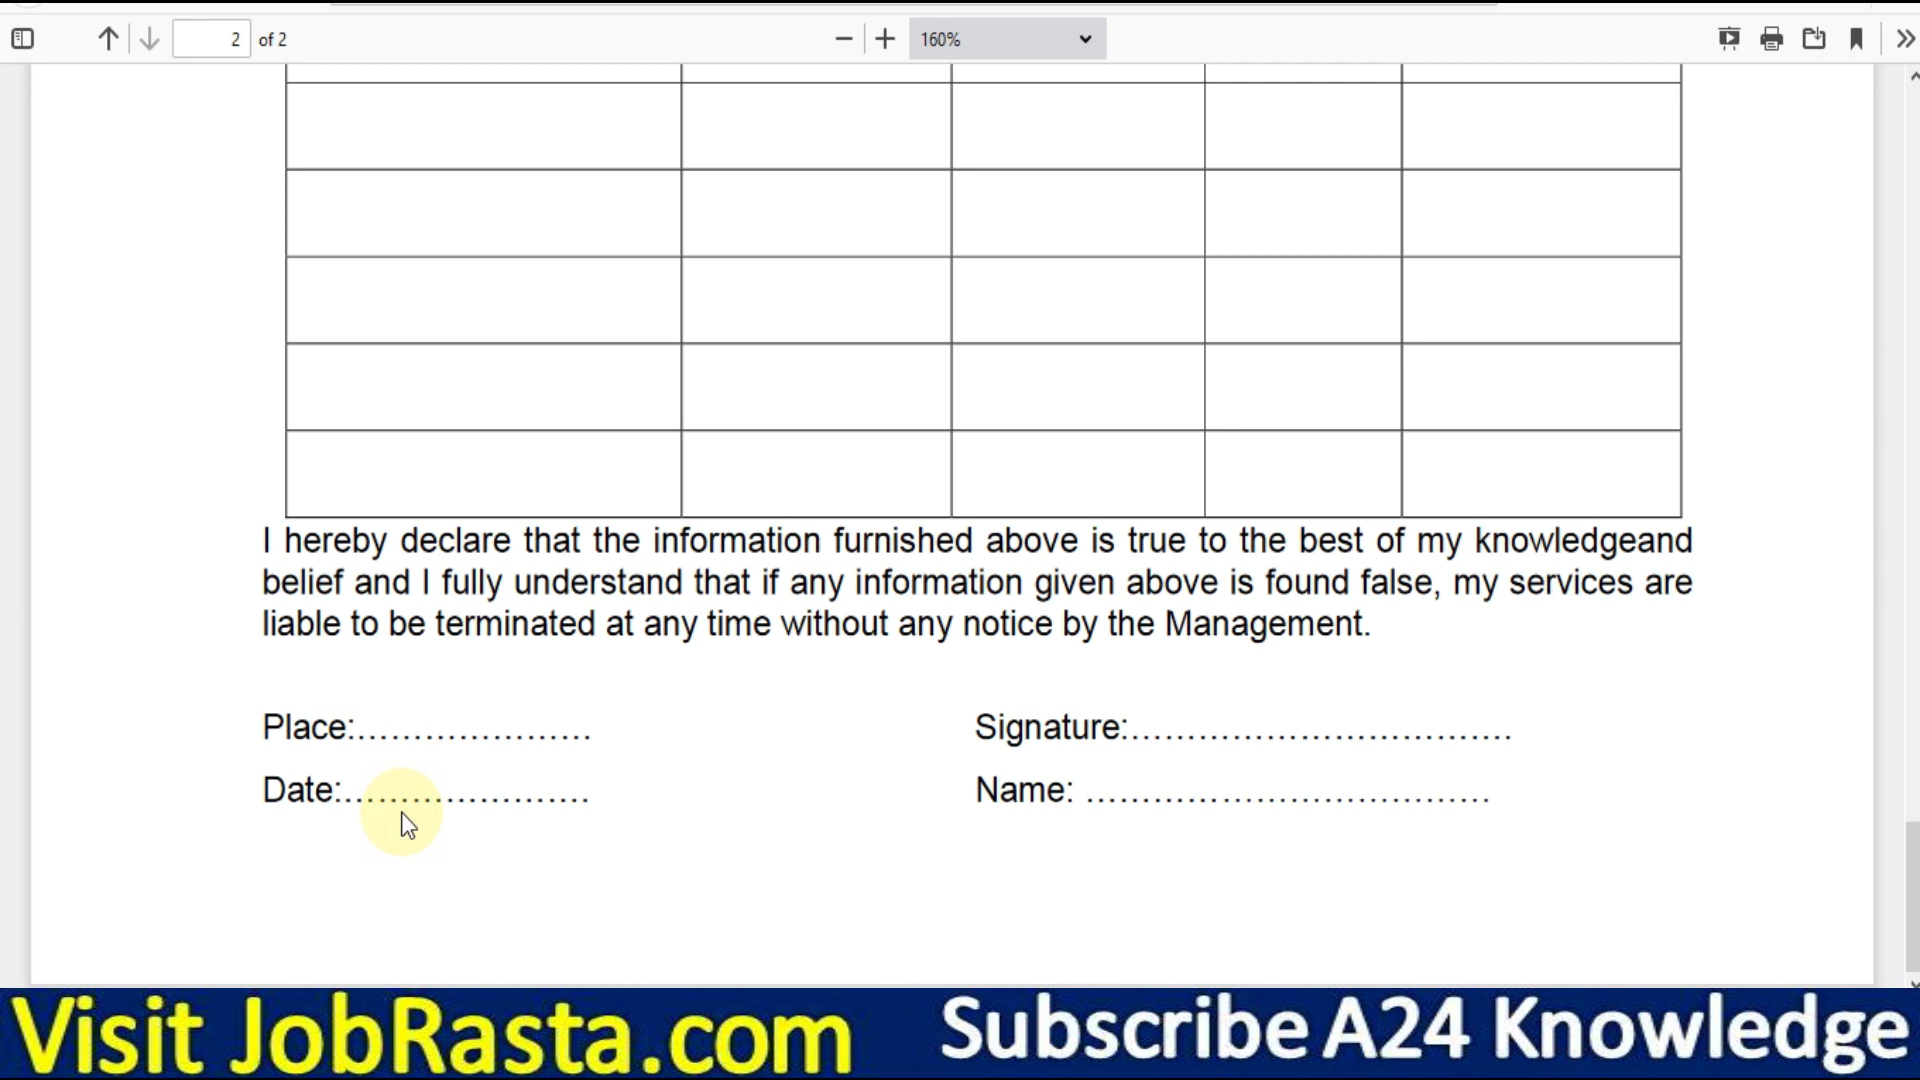 2 of 2
160%
I hereby declare that the information furnished above is true to the best of my knowledgeand
belief and I fully understand that if any information given above is found false, my services are
liable to be terminated at any time without any notice by the Management.
Place:.....................
Signature:..................................
Date:......................
Name: ....................................
Visit JobRasta.com
Subscribe A24 Knowledge